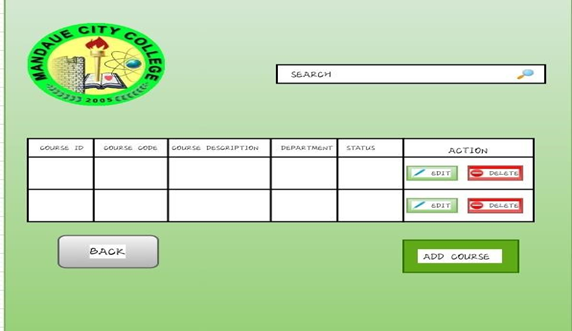 MANDAUE CITY COLLEGE
2005
SEARCH
COURSE ID COURSE CODE COURSE DESCRIPTION DEPARTMENT STATUS ACTION
EDIT DELETE
EDIT DELETE
BACK ADD COURSE